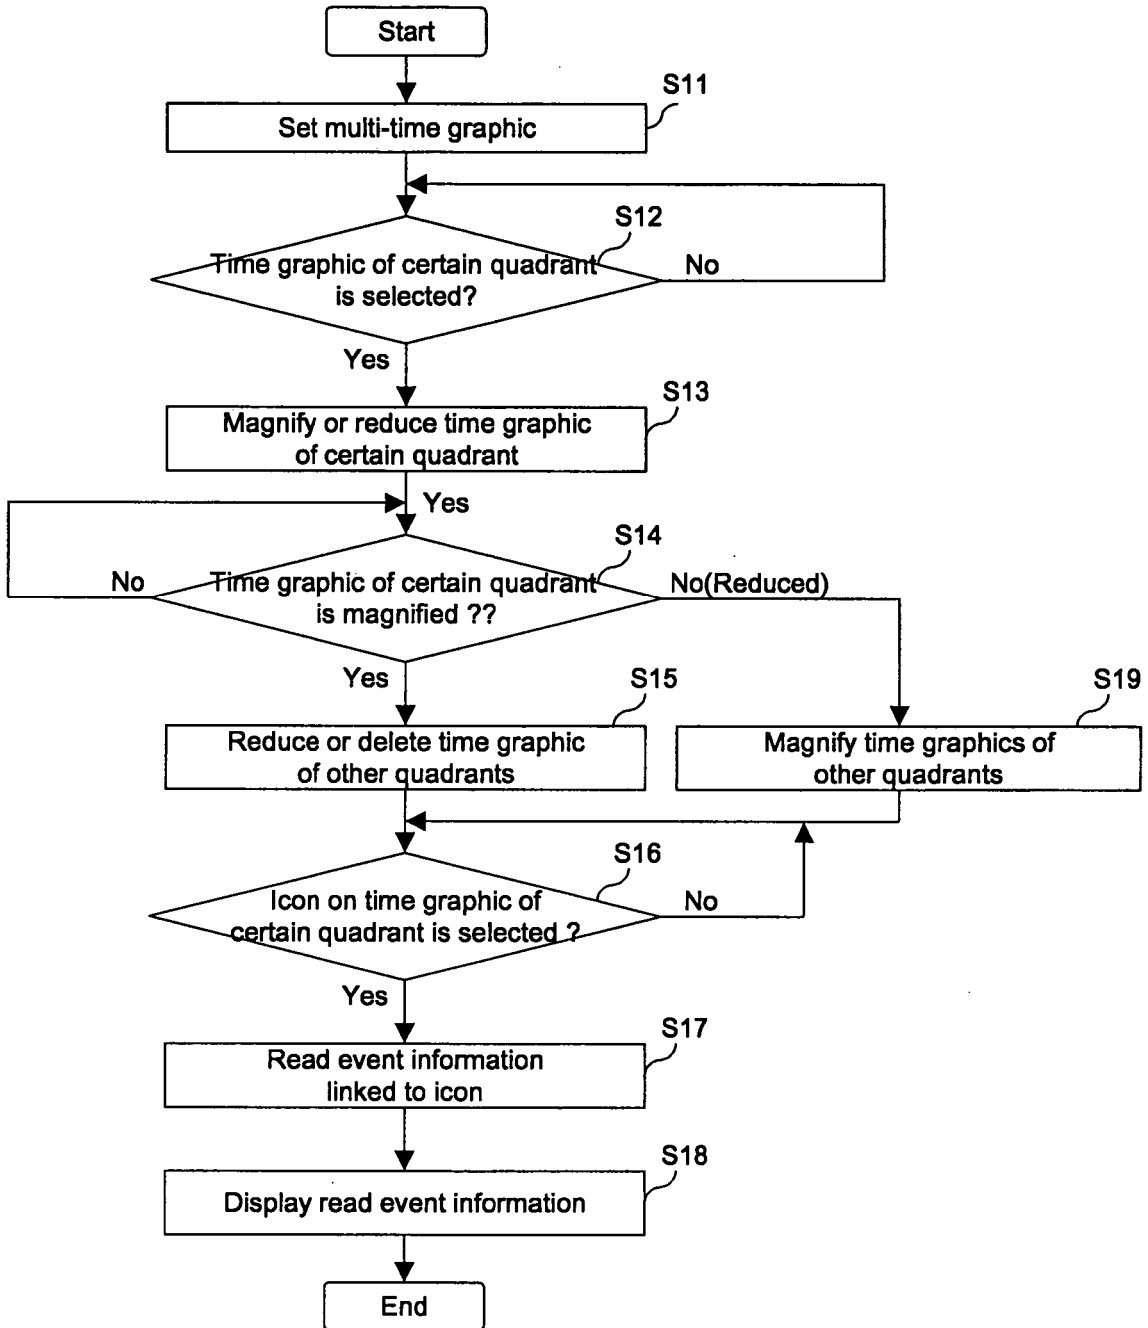 Start
S11
Set multi-time graphic
S12
Time graphic of certain quadrant
is selected?
No
Yes
S13
Magnify or reduce time graphic
of certain quadrant
Yes
S14
No
Time graphic of certain quadrant
is magnified ??
No(Reduced)
Yes
S15
S19
Reduce or delete time graphic
of other quadrants
Magnify time graphics of
other quadrants
S16
Icon on time graphic of
certain quadrant is selected ?
No
Yes
S17
Read event information
linked to icon
S18
Display read event information
End